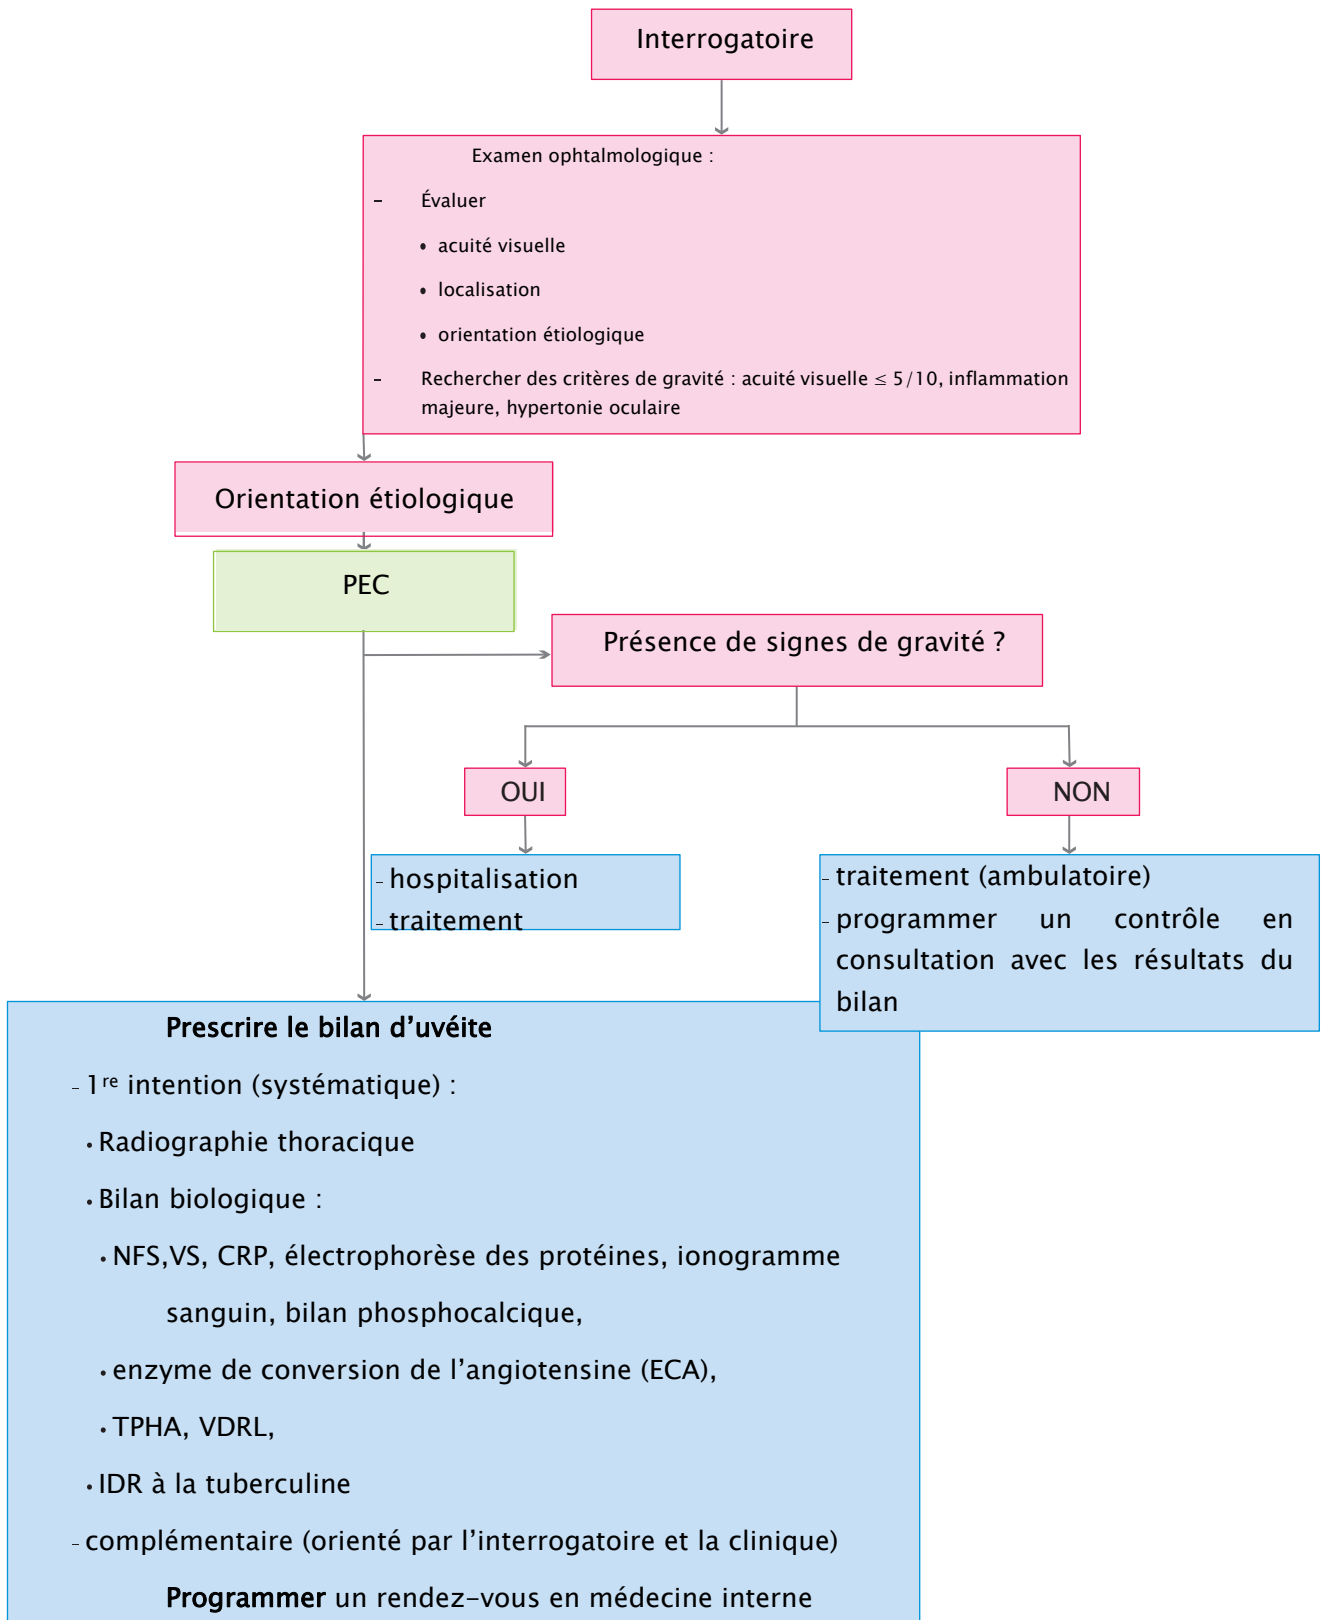 Interrogatoire
Examen ophtalmologique :
– Évaluer
• acuité visuelle
• localisation
• orientation étiologique
– Rechercher des critères de gravité : acuité visuelle ≤ 5/10, inflammation
majeure, hypertonie oculaire
Orientation étiologique
PEC
Présence de signes de gravité ?
OUI
NON
– hospitalisation
– traitement
– traitement (ambulatoire)
– programmer un contrôle en
consultation avec les résultats du
bilan
Prescrire le bilan d’uvéite
– 1re intention (systématique) :
• Radiographie thoracique
• Bilan biologique :
• NFS,VS, CRP, électrophorèse des protéines, ionogramme
sanguin, bilan phosphocalcique,
• enzyme de conversion de l’angiotensine (ECA),
• TPHA, VDRL,
• IDR à la tuberculine
– complémentaire (orienté par l’interrogatoire et la clinique)
Programmer un rendez-vous en médecine interne